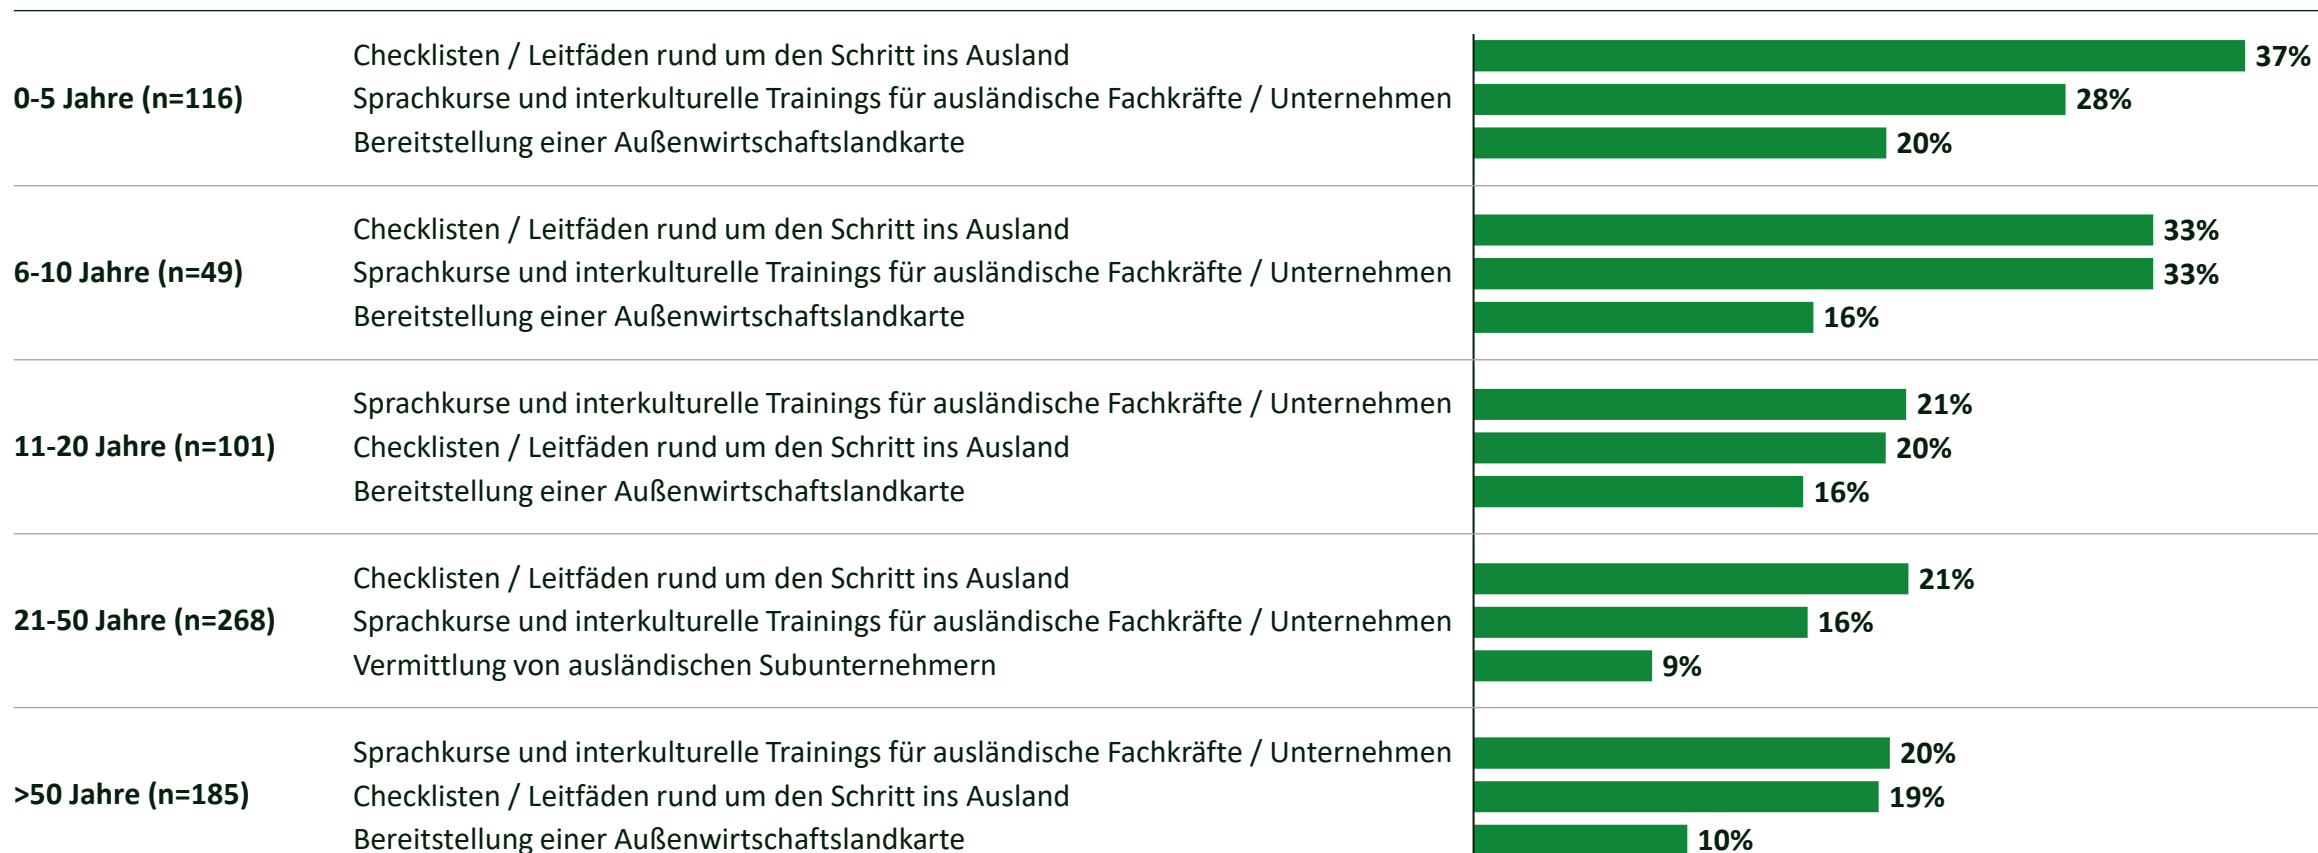 Checklisten / Leitfäden rund um den Schritt ins Ausland 37%
0-5 Jahre (n=116) Sprachkurse und interkulturelle Trainings für ausländische Fachkräfte / Unternehmen 28%
Bereitstellung einer Außenwirtschaftslandkarte 20%
Checklisten / Leitfäden rund um den Schritt ins Ausland 33%
6-10 Jahre (n=49) Sprachkurse und interkulturelle Trainings für ausländische Fachkräfte / Unternehmen 33%
Bereitstellung einer Außenwirtschaftslandkarte 16%
Sprachkurse und interkulturelle Trainings für ausländische Fachkräfte / Unternehmen 21%
11-20 Jahre (n=101) Checklisten / Leitfäden rund um den Schritt ins Ausland 20%
Bereitstellung einer Außenwirtschaftslandkarte 16%
Checklisten / Leitfäden rund um den Schritt ins Ausland 21%
21-50 Jahre (n=268) Sprachkurse und interkulturelle Trainings für ausländische Fachkräfte / Unternehmen 16%
Vermittlung von ausländischen Subunternehmern 9%
Sprachkurse und interkulturelle Trainings für ausländische Fachkräfte / Unternehmen 20%
>50 Jahre (n=185) Checklisten / Leitfäden rund um den Schritt ins Ausland 19%
Bereitstellung einer Außenwirtschaftslandkarte 10%